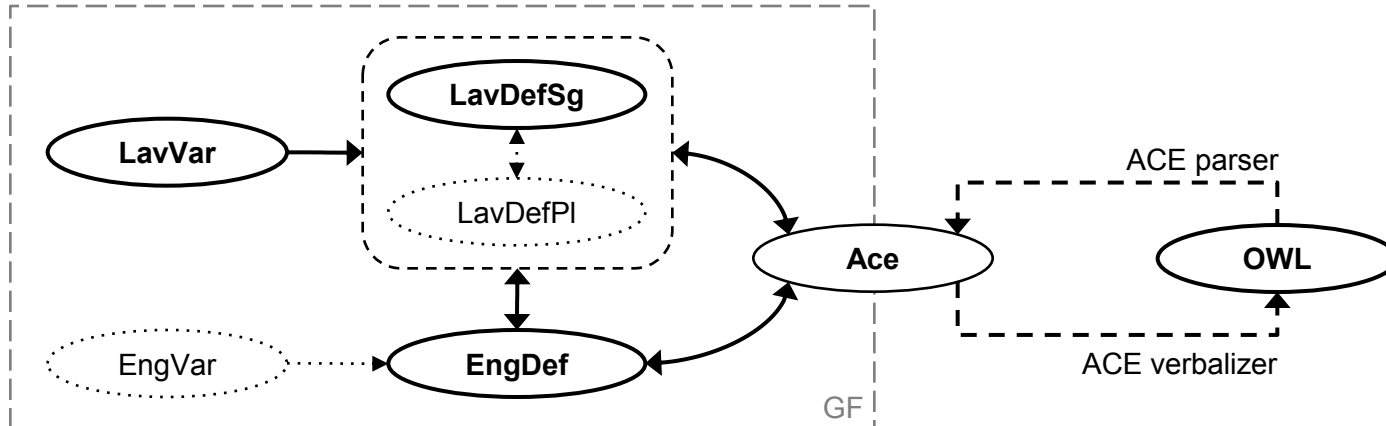 LavDefSg
LavVar
LavDefPl
ACE parser
Ace
OWL
EngVar
EngDef
ACE verbalizer
GF